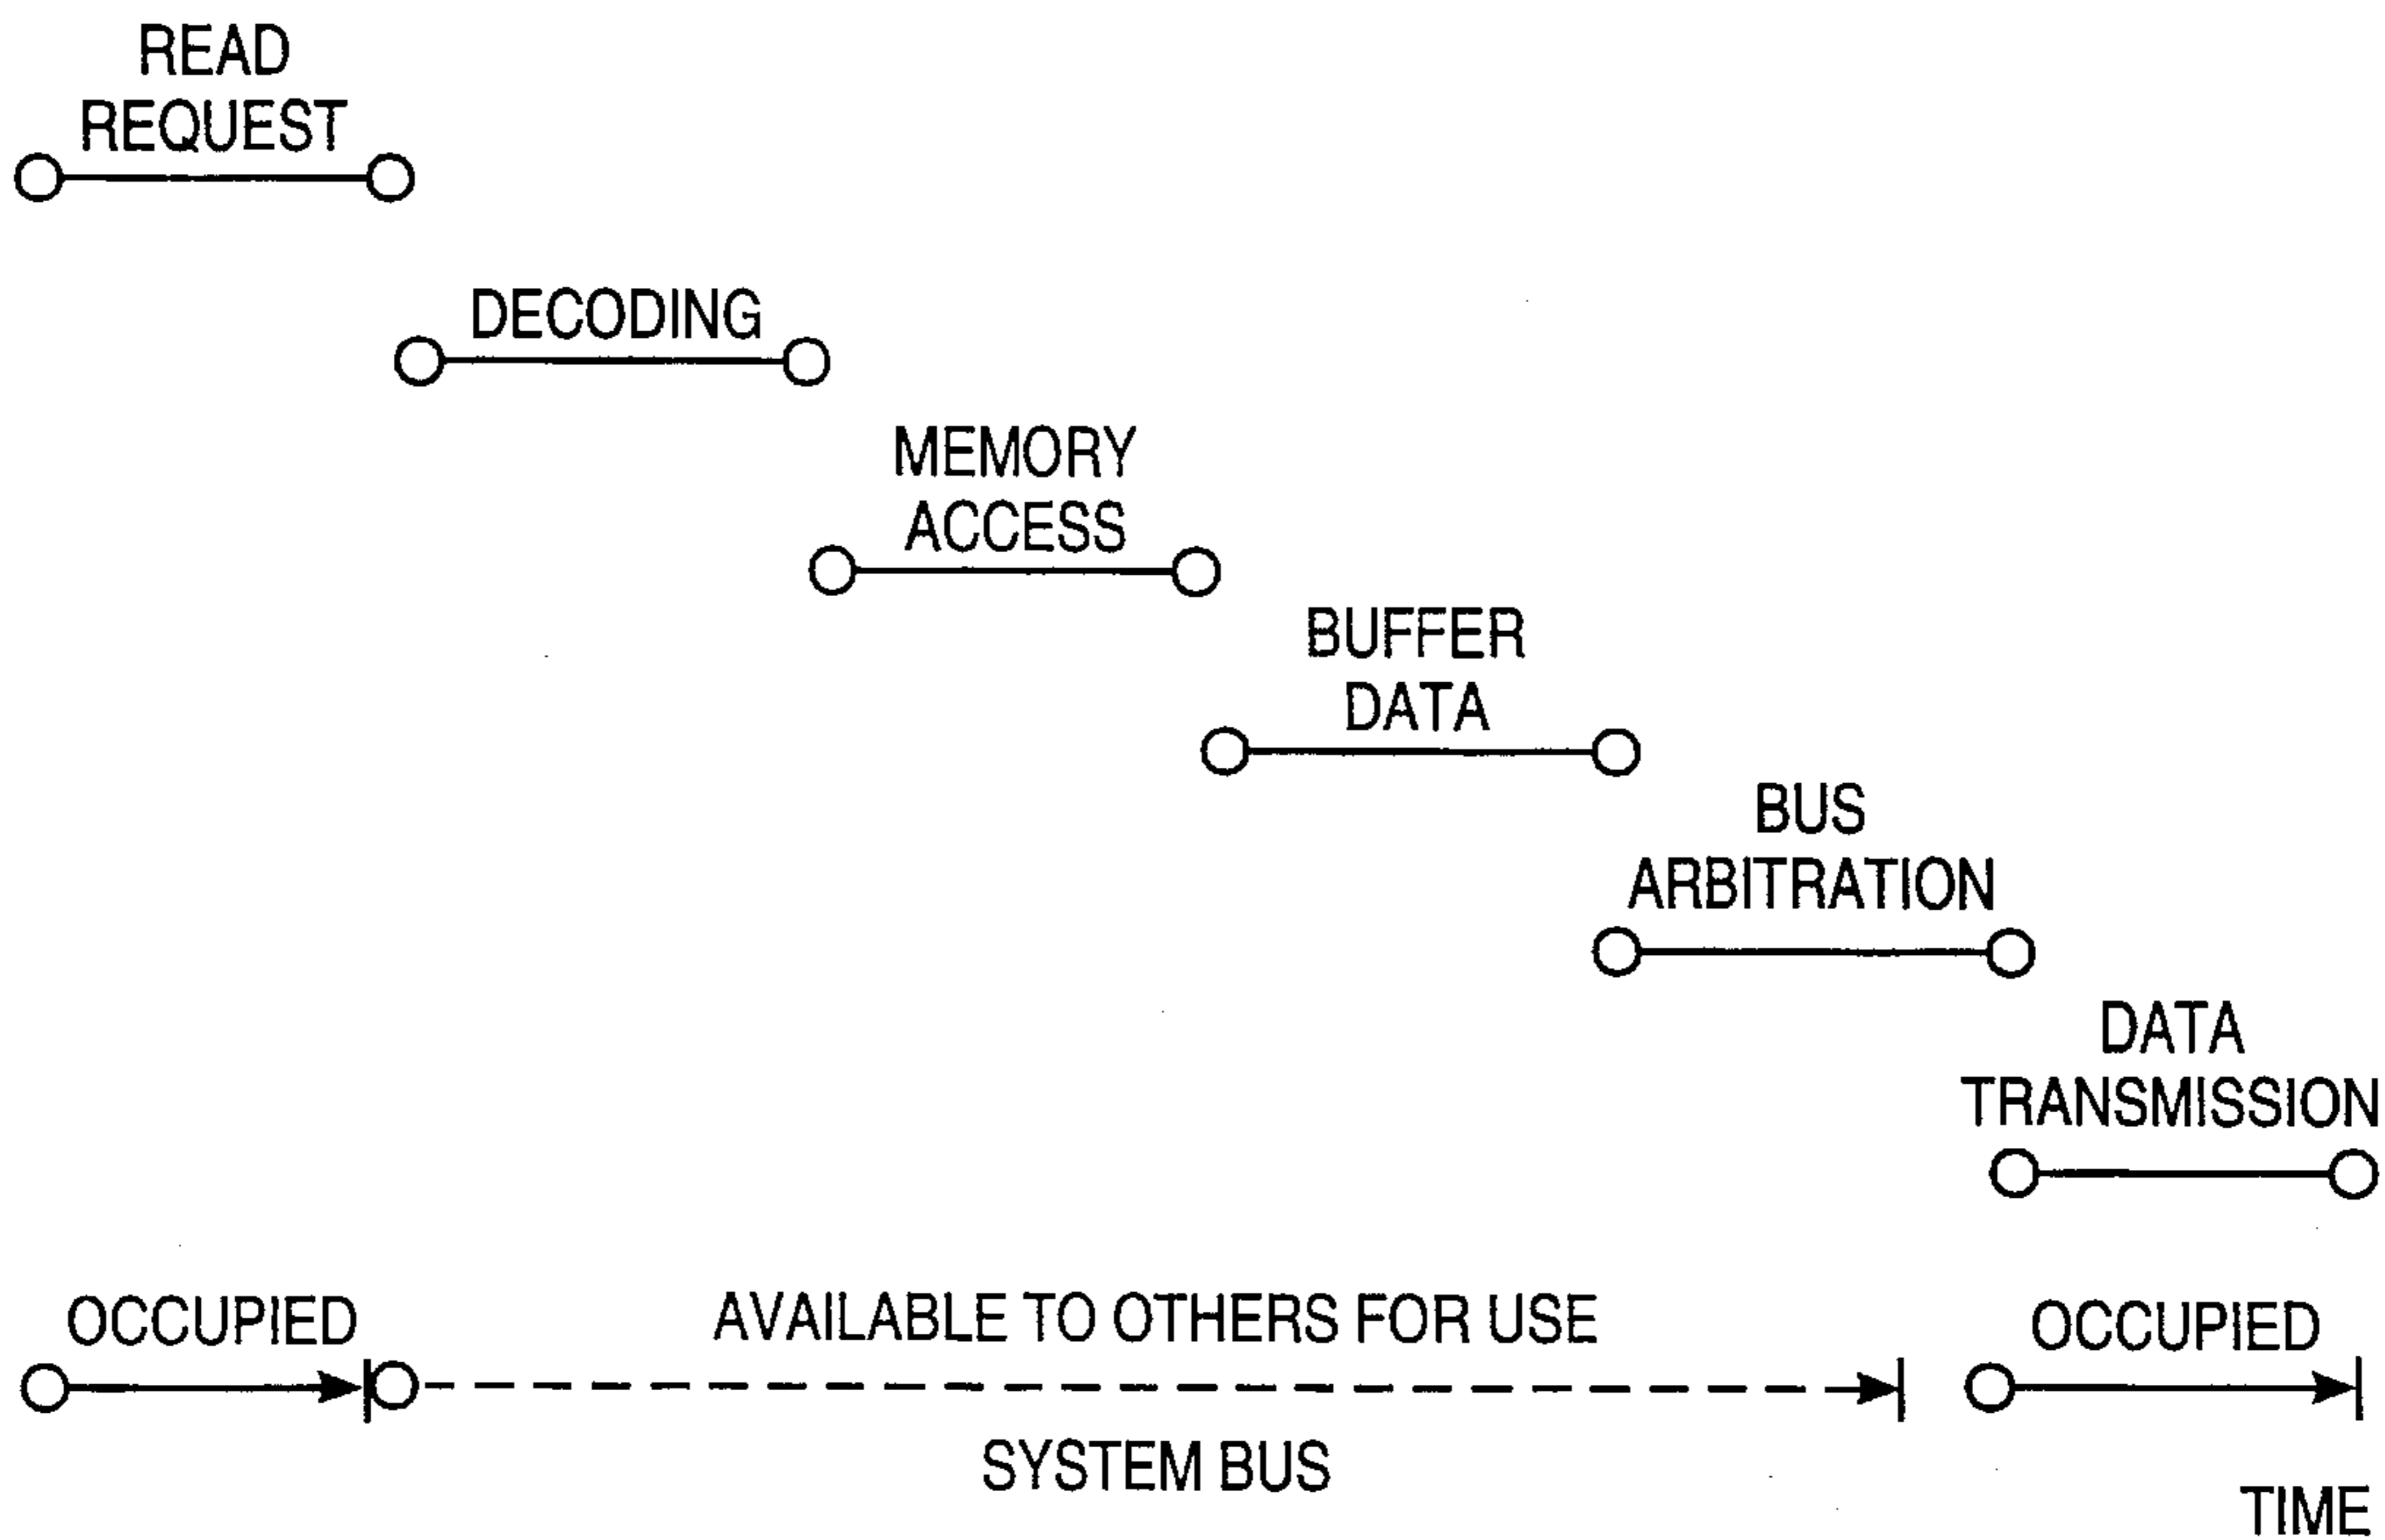 READ
REQUEST
DECODING
MEMORY
ACCESS
BUFFER
DATA
BUS
ARBITRATION
DATA
TRANSMISSION
OCCUPIED
AVAILABLE TO OTHERS FOR USE
OCCUPIED
SYSTEM BUS
TIME